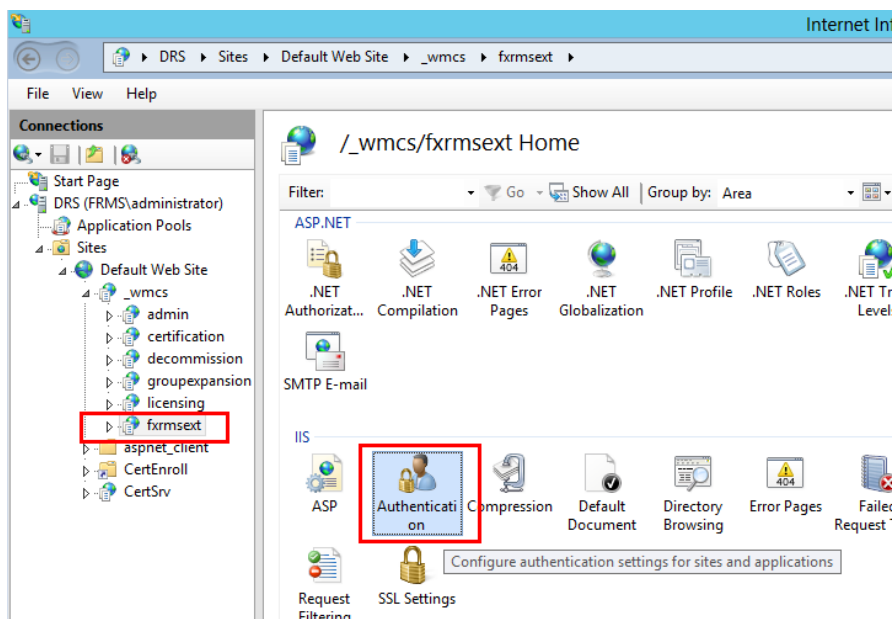 Internet Inf
DRS Sites Default Web Site _wmcs fxrmsext
File View Help
Connections
Start Page
DRS (FRMS\administrator)
Application Pools
Sites
Default Web Site
_wmcs
admin
certification
decommission
groupexpansion
licensing
fxrmsext
aspnet_client
CertEnroll
CertSrv
/_wmcs/fxrmsext Home
Filter: Go Show All Group by: Area
ASP.NET
.NET Authorizat...
.NET Compilation
.NET Error Pages
.NET Globalization
.NET Profile
.NET Roles
.NET Tr
Levels
SMTP E-mail
IIS
ASP
Authenticati
on
Compression
Default
Document
Directory
Browsing
Error Pages
Failed
Request T
Configure authentication settings for sites and applications
Request
Filtering
SSL Settings